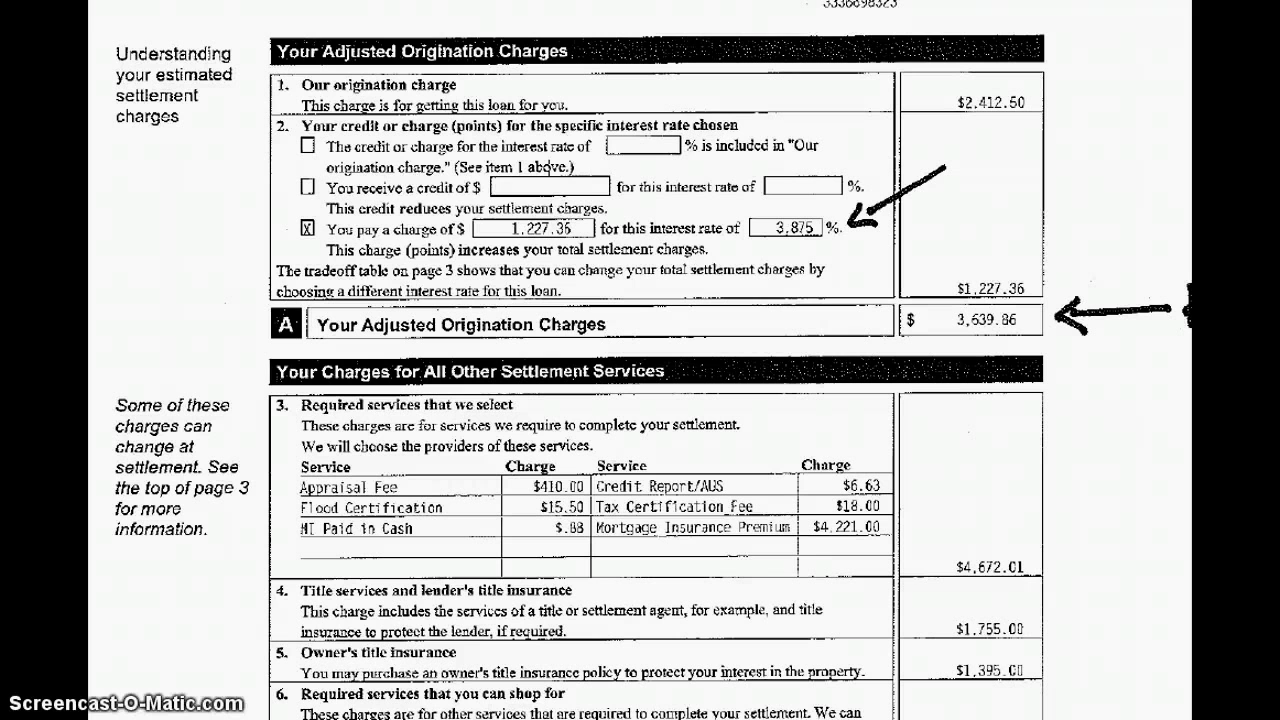 3336698323
Understanding
your estimated
settlement
charges
Your Adjusted Origination Charges
1. Our origination charge
This charge is for getting this loan for you.
$2,412.50
2. Your credit or charge (points) for the specific interest rate chosen
The credit or charge for the interest rate of % is included in "Our
origination charge." (See item 1 above.)
You receive a credit of $ for this interest rate of %.
This credit reduces your settlement charges.
X You pay a charge of $ 1,227.36 for this interest rate of 3.875 %.
This charge (points) increases your total settlement charges.
The tradeoff table on page 3 shows that you can change your total settlement charges by
choosing a different interest rate for this loan.
$1,227.36
A Your Adjusted Origination Charges $ 3,639.86
Your Charges for All Other Settlement Services
Some of these
charges can
change at
settlement. See
the top of page 3
for more
information.
3. Required services that we select
These charges are for services we require to complete your settlement.
We will choose the providers of these services.
Service Charge Service Charge
Appraisal Fee $410.00 Credit Report/AUS $6.63
Flood Certification $15.50 Tax Certification Fee $18.00
MI Paid in Cash $.88 Mortgage Insurance Premium $4,221.00
$4,672.01
4. Title services and lender's title insurance
This charge includes the services of a title or settlement agent, for example, and title
insurance to protect the lender, if required.
$1,755.00
5. Owner's title insurance
You may purchase an owner's title insurance policy to protect your interest in the property.
$1,395.00
6. Required services that you can shop for
These charges are for other services that are required to complete your settlement. We can
Screencast-O-Matic.com